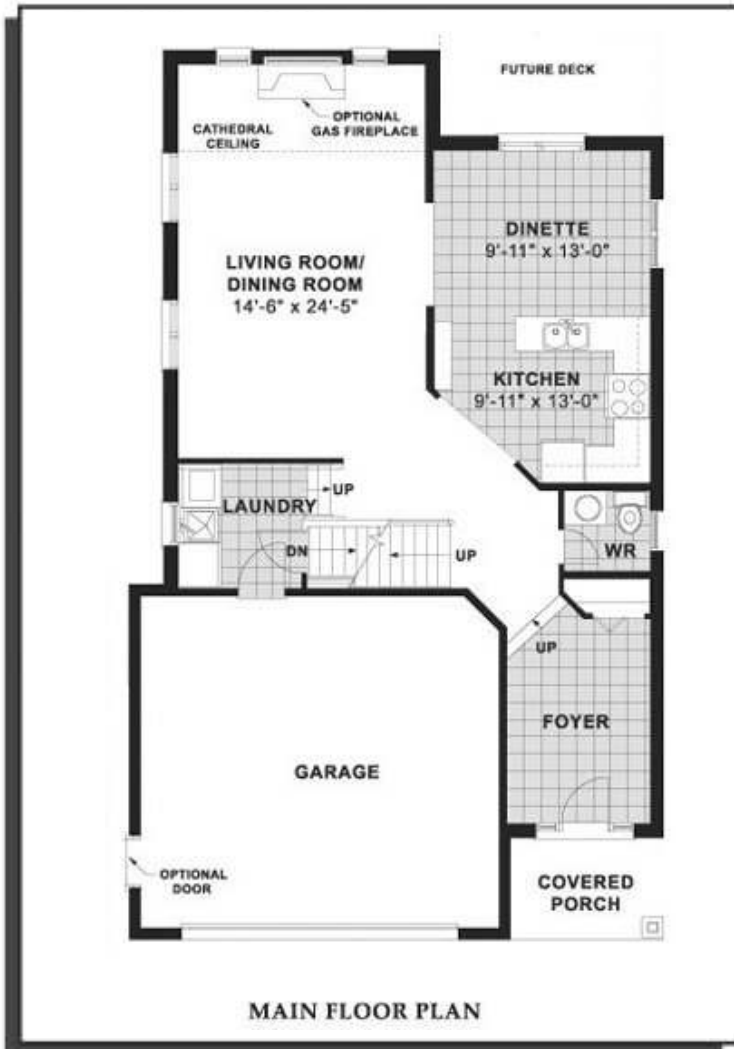 FUTURE DECK
OPTIONAL
GAS FIREPLACE
CATHEDRAL
CEILING
DINETTE
9'-11" x 13'-0"
LIVING ROOM/
DINING ROOM
14'-6" x 24'-5"
KITCHEN
9'-11" x 13'-0"
UP
LAUNDRY
DN
UP
WR
UP
FOYER
GARAGE
OPTIONAL
DOOR
COVERED
PORCH
MAIN FLOOR PLAN